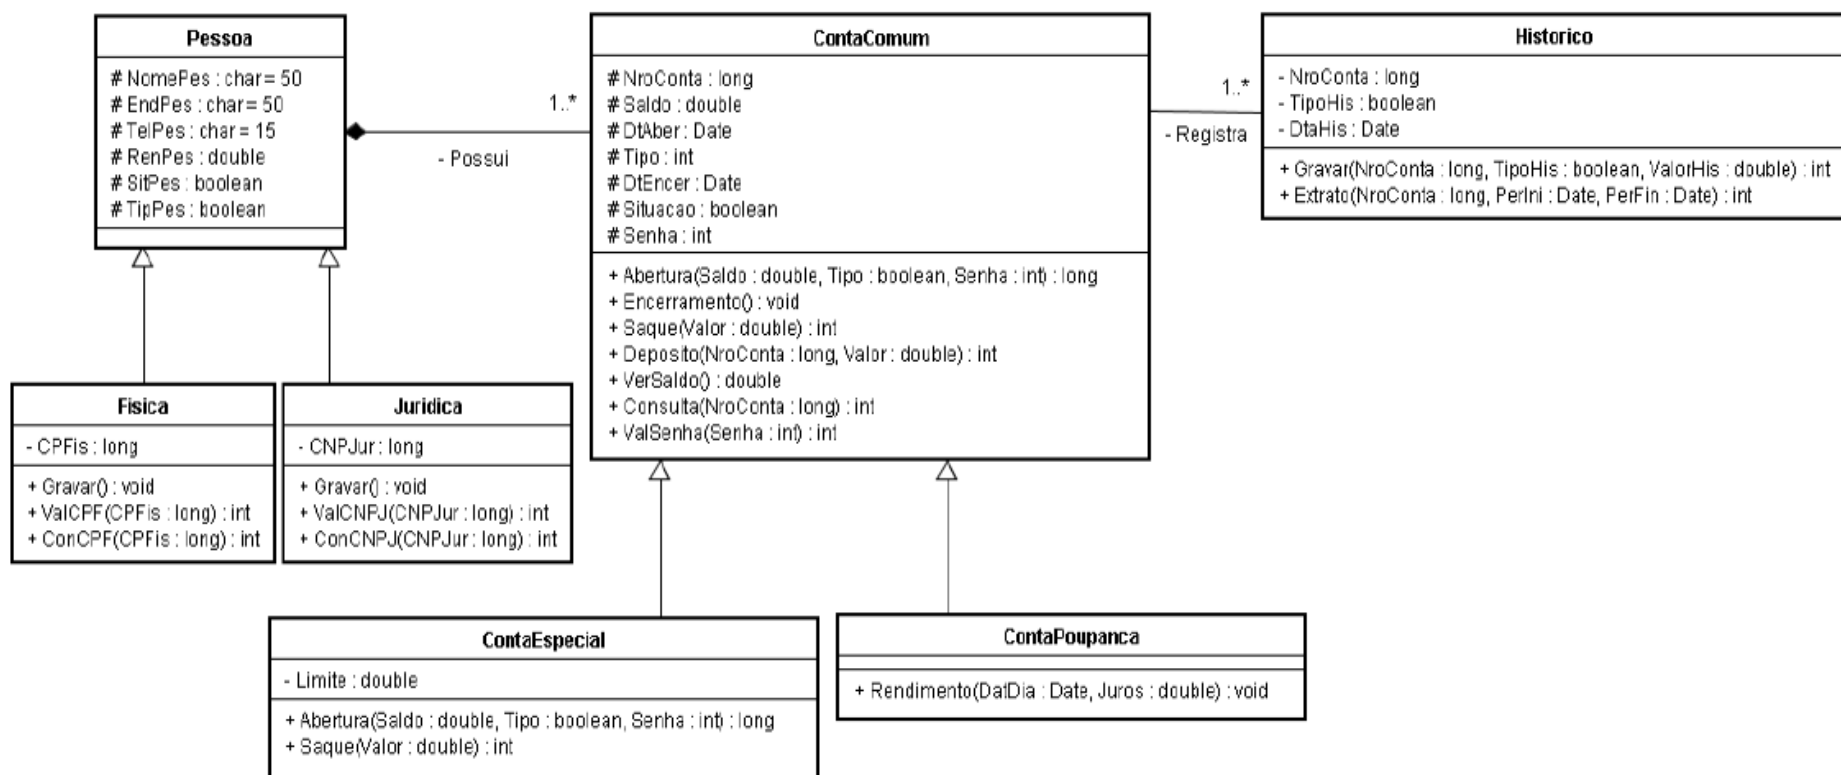 Pessoa
# NomePes : char = 50
# EndPes : char = 50
# TelPes : char = 15
# RenPes : double
# SitPes : boolean
# TipPes : boolean
1..*
- Possui
ContaComum
# NroConta : long
# Saldo : double
# DtAber : Date
# Tipo : int
# DtEncer : Date
# Situacao : boolean
# Senha : int
+ Abertura(Saldo : double, Tipo : boolean, Senha : int) : long
+ Encerramento() : void
+ Saque(Valor : double) : int
+ Deposito(NroConta : long, Valor : double) : int
+ VerSaldo() : double
+ Consulta(NroConta : long) : int
+ ValSenha(Senha : int) : int
1..*
- Registra
Historico
- NroConta : long
- TipoHis : boolean
- DtaHis : Date
+ Gravar(NroConta : long, TipoHis : boolean, ValorHis : double) : int
+ Extrato(NroConta : long, PerIni : Date, PerFin : Date) : int
Fisica
- CPFis : long
+ Gravar() : void
+ ValCPF(CPFis : long) : int
+ ConCPF(CPFis : long) : int
Juridica
- CNPJur : long
+ Gravar() : void
+ ValCNPJ(CNPJur : long) : int
+ ConCNPJ(CNPJur : long) : int
ContaEspecial
- Limite : double
+ Abertura(Saldo : double, Tipo : boolean, Senha : int) : long
+ Saque(Valor : double) : int
ContaPoupanca
+ Rendimento(DatDia : Date, Juros : double) : void